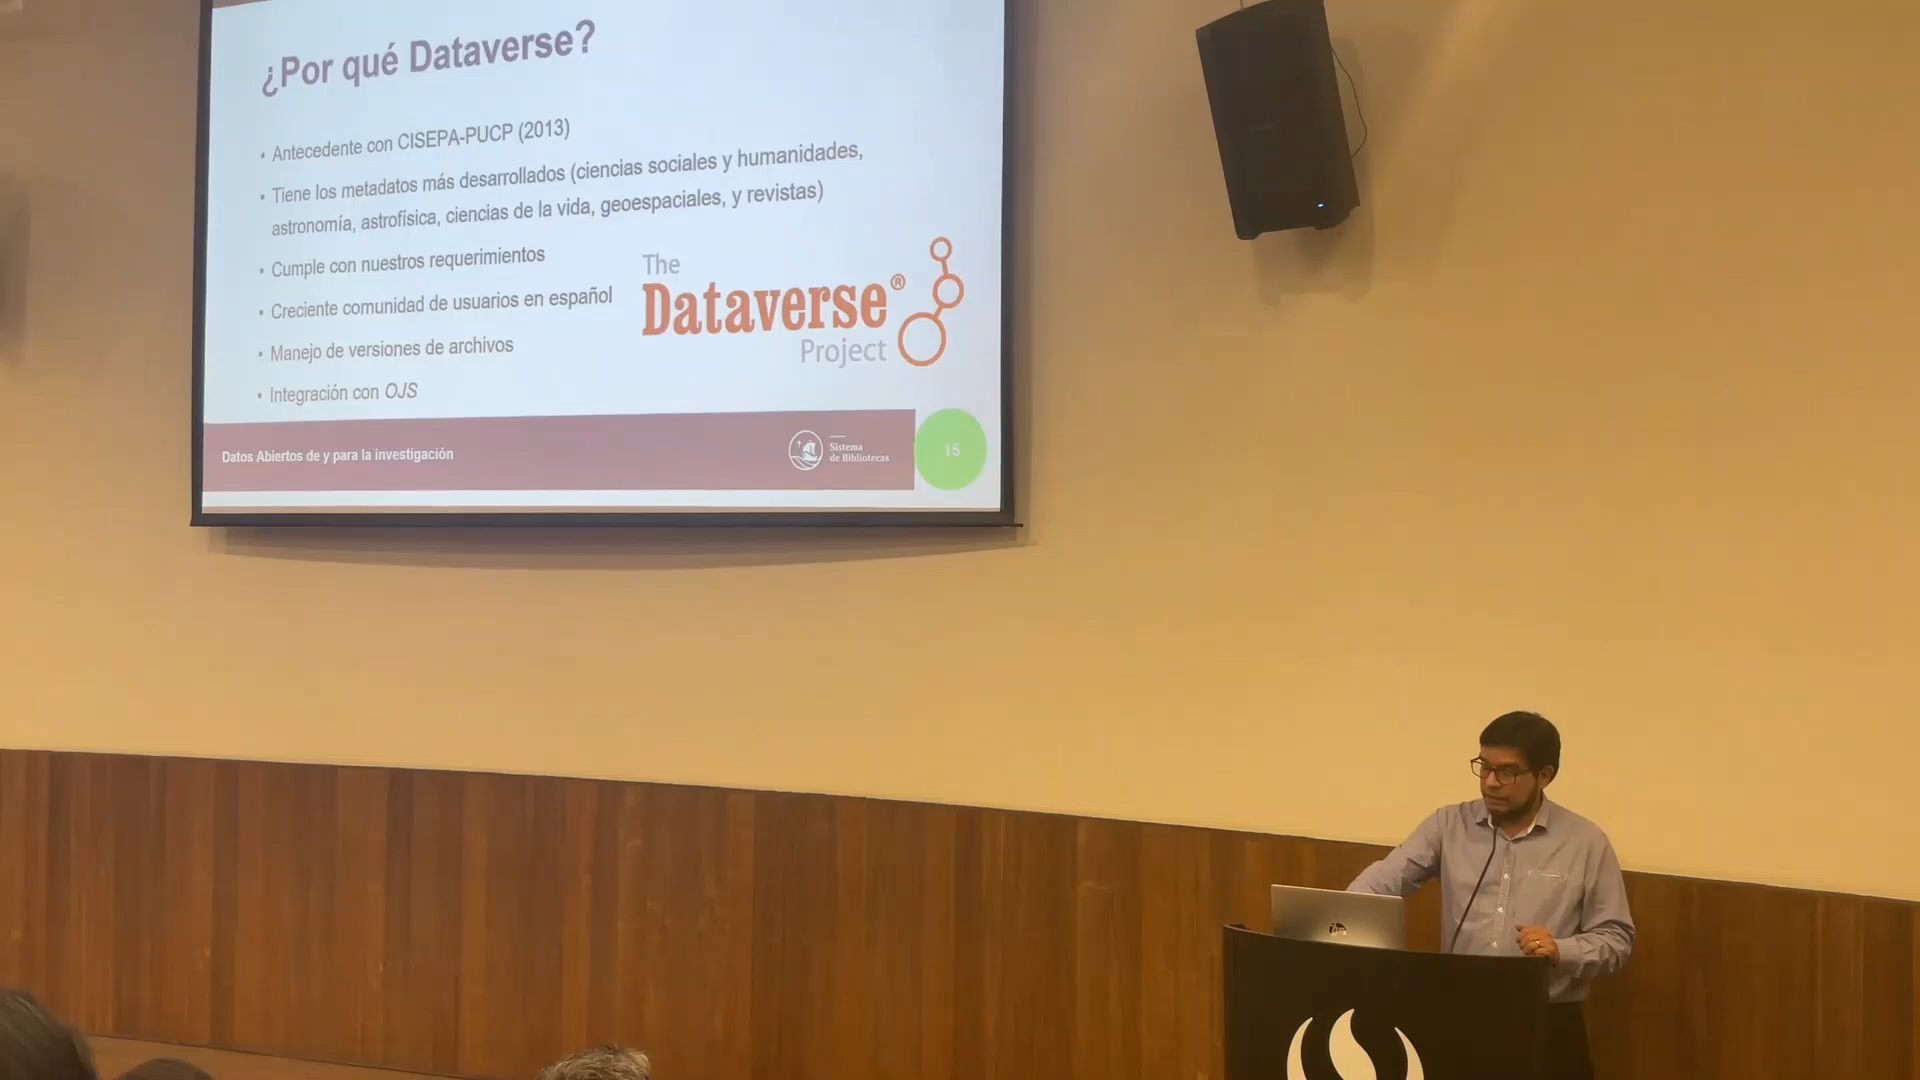 ¿Por qué Dataverse?
• Antecedente con CISEPA-PUCP (2013)
• Tiene los metadatos más desarrollados (ciencias sociales y humanidades,
astronomía, astrofísica, ciencias de la vida, geoespaciales, y revistas)
• Cumple con nuestros requerimientos
• Creciente comunidad de usuarios en español
• Manejo de versiones de archivos
• Integración con OJS
The
Dataverse®
Project
Datos Abiertos de y para la investigación
Sistema
de Bibliotecas
15